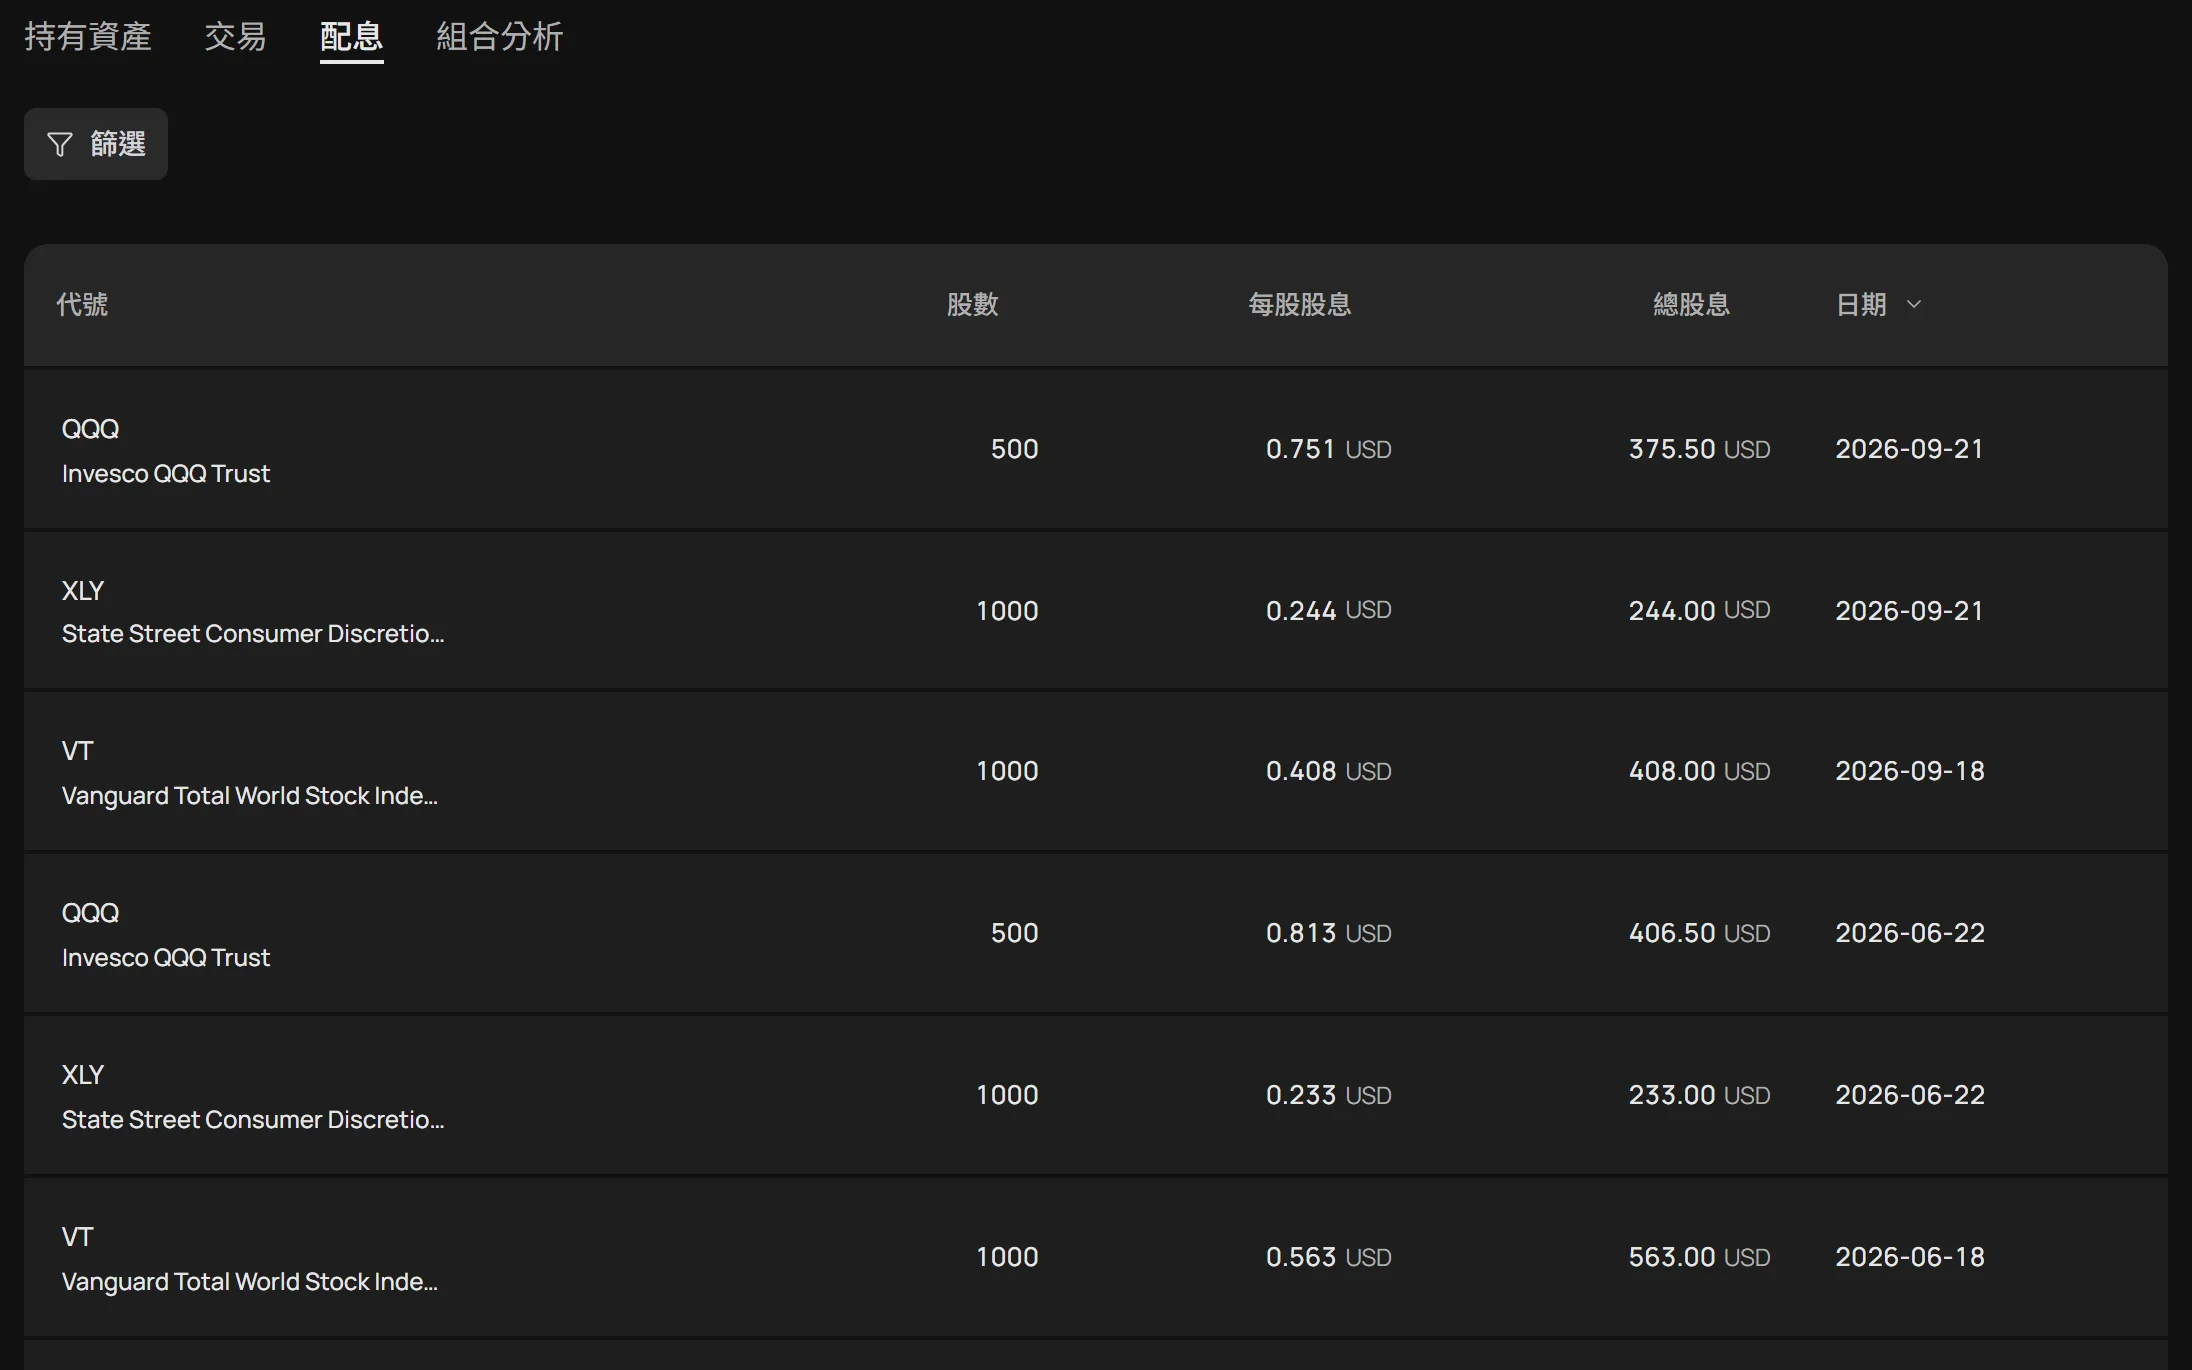 持有資產 交易 配息 組合分析
篩選
代號 股數 每股股息 總股息 日期
QQQ
Invesco QQQ Trust
500 0.751 USD 375.50 USD 2026-09-21
XLY
State Street Consumer Discretio...
1000 0.244 USD 244.00 USD 2026-09-21
VT
Vanguard Total World Stock Inde...
1000 0.408 USD 408.00 USD 2026-09-18
QQQ
Invesco QQQ Trust
500 0.813 USD 406.50 USD 2026-06-22
XLY
State Street Consumer Discretio...
1000 0.233 USD 233.00 USD 2026-06-22
VT
Vanguard Total World Stock Inde...
1000 0.563 USD 563.00 USD 2026-06-18